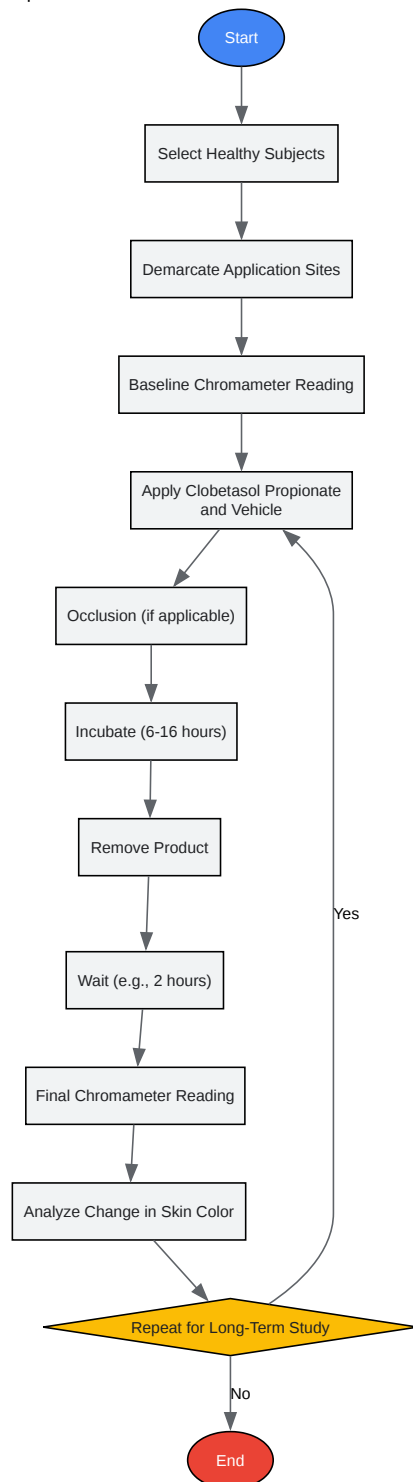 Start
Select Healthy Subjects
Demarcate Application Sites
Baseline Chromameter Reading
Apply Clobetasol Propionate
and Vehicle
Occlusion (if applicable)
Incubate (6-16 hours)
Remove Product
Yes
Wait (e.g., 2 hours)
Final Chromameter Reading
Analyze Change in Skin Color
Repeat for Long-Term Study
No
End